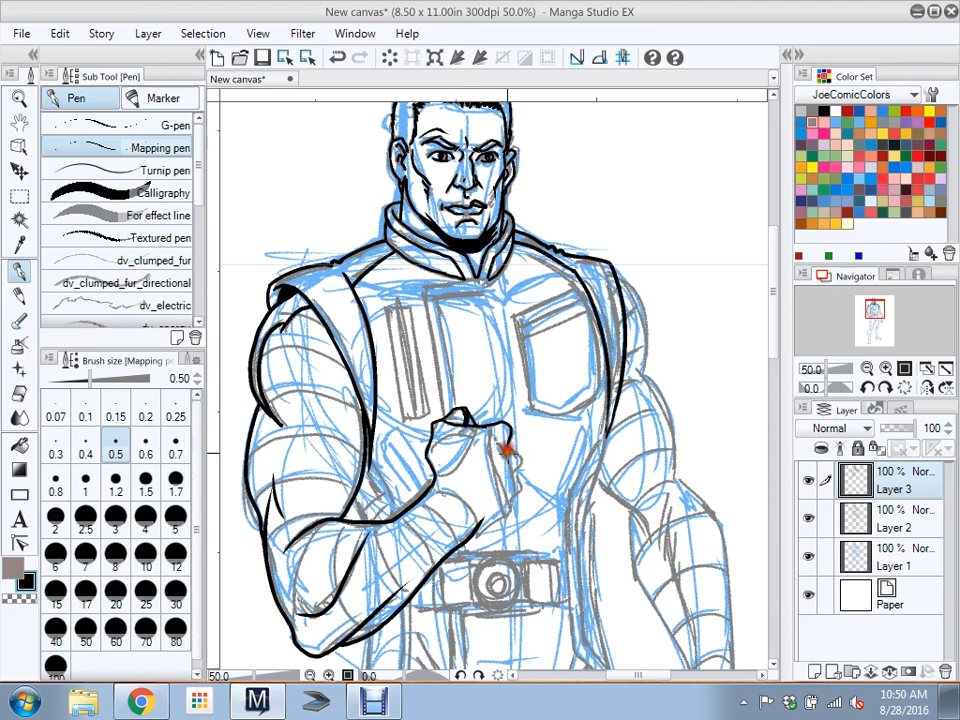 New canvas* (8.50 x 11.00in 300dpi 50.0%) - Manga Studio EX
File Edit Story Layer Selection View Filter Window Help
Sub Tool [Pen]
New canvas*
Color Set
Pen Marker
JoeComicColors
G-pen
Mapping pen
Turnip pen
Calligraphy
For effect line
Textured pen
dv_clumped_fur
dv_clumped_fur_directional
dv_electric
Navigator
Brush size [Mapping pe
0.50
50.0
0.0
0.07 0.1 0.15 0.2 0.25
0.3 0.4 0.5 0.6 0.7
0.8 1 1.2 1.5 1.7
2 2.5 3 4 5
6 7 8 10 12
15 17 20 25 30
40 50 60 70 80
100
Layer
Normal 100
100 % Nor...
Layer 3
100 % Nor...
Layer 2
100 % Nor...
Layer 1
Paper
50.0 0.0
10:50 AM
8/28/2016